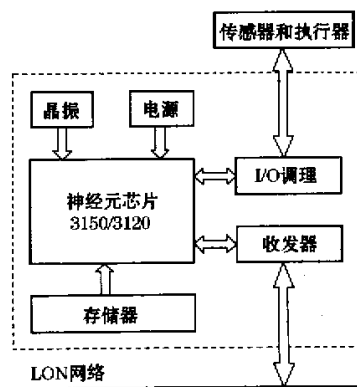 传感器和执行器
晶振
电源
神经元芯片
3150/3120
I/O调理
收发器
存储器
LON网络